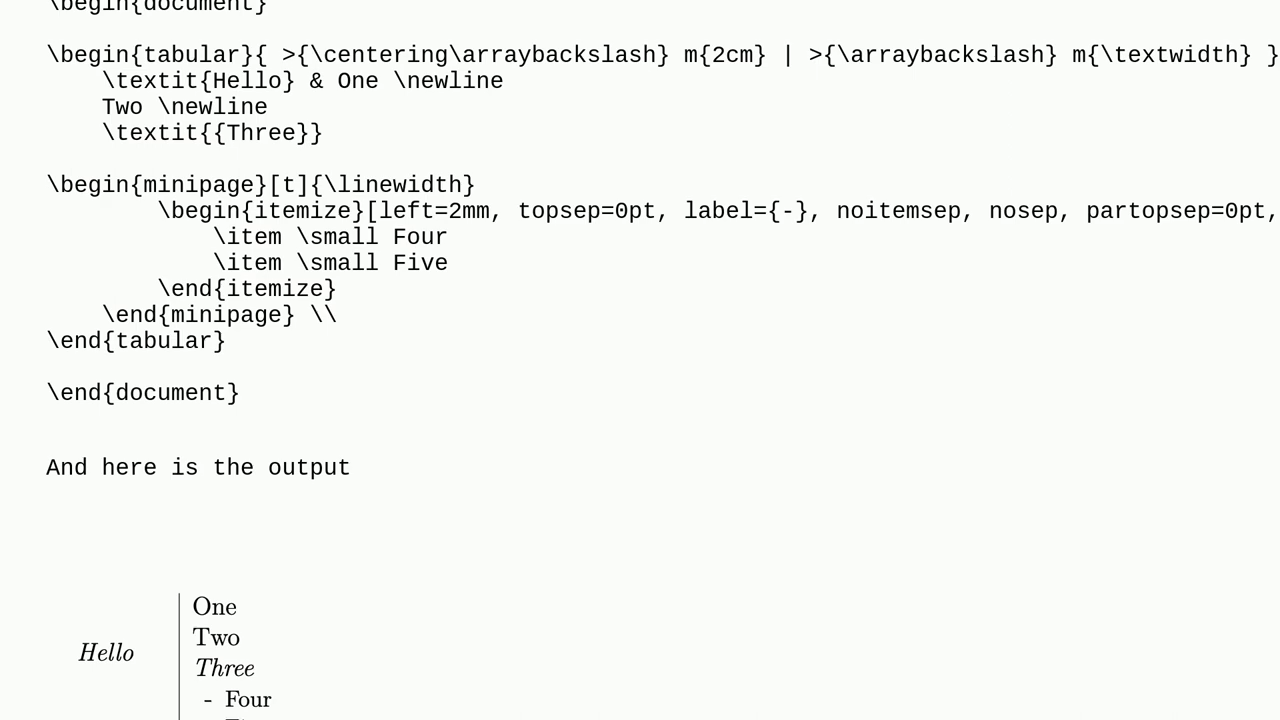 \begin{document}
\begin{tabular}{ >{\centering\arraybackslash} m{2cm} | >{\arraybackslash} m{\textwidth} }
    \textit{Hello} & One \newline
    Two \newline
    \textit{{Three}}
\begin{minipage}[t]{\linewidth}
        \begin{itemize}[left=2mm, topsep=0pt, label={-}, noitemsep, nosep, partopsep=0pt,
            \item \small Four
            \item \small Five
        \end{itemize}
    \end{minipage} \\
\end{tabular}
\end{document}
And here is the output
One
Two
Hello
Three
- Four